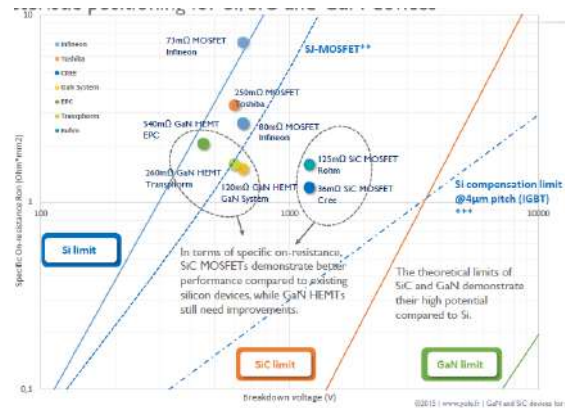 10
Infineon
Toshiba
Cree
GaN System
EPC
Transphorm
Rohm
73mΩ MOSFET
Infineon
SJ-MOSFET**
250mΩ MOSFET
Toshiba
540mΩ GaN HEMT
EPC
80mΩ MOSFET
Infineon
260mΩ GaN HEMT
Transphorm
125mΩ SiC MOSFET
Rohm
120mΩ GaN HEMT
GaN System
36mΩ SiC MOSFET
Cree
Si compensation limit
@4µm pitch (IGBT)
***
1
100
1000
10000
Specific On-resistance Ron (Ohm*mm2)
Si limit
In terms of specific on-resistance,
SiC MOSFETs demonstrate better
performance compared to existing
silicon devices, while GaN HEMTs
still need improvements.
The theoretical limits of
SiC and GaN demonstrate
their high potential
compared to Si.
SiC limit
GaN limit
Breakdown voltage (V)
©2015 | www.yole.fr | GaN and SiC devices for